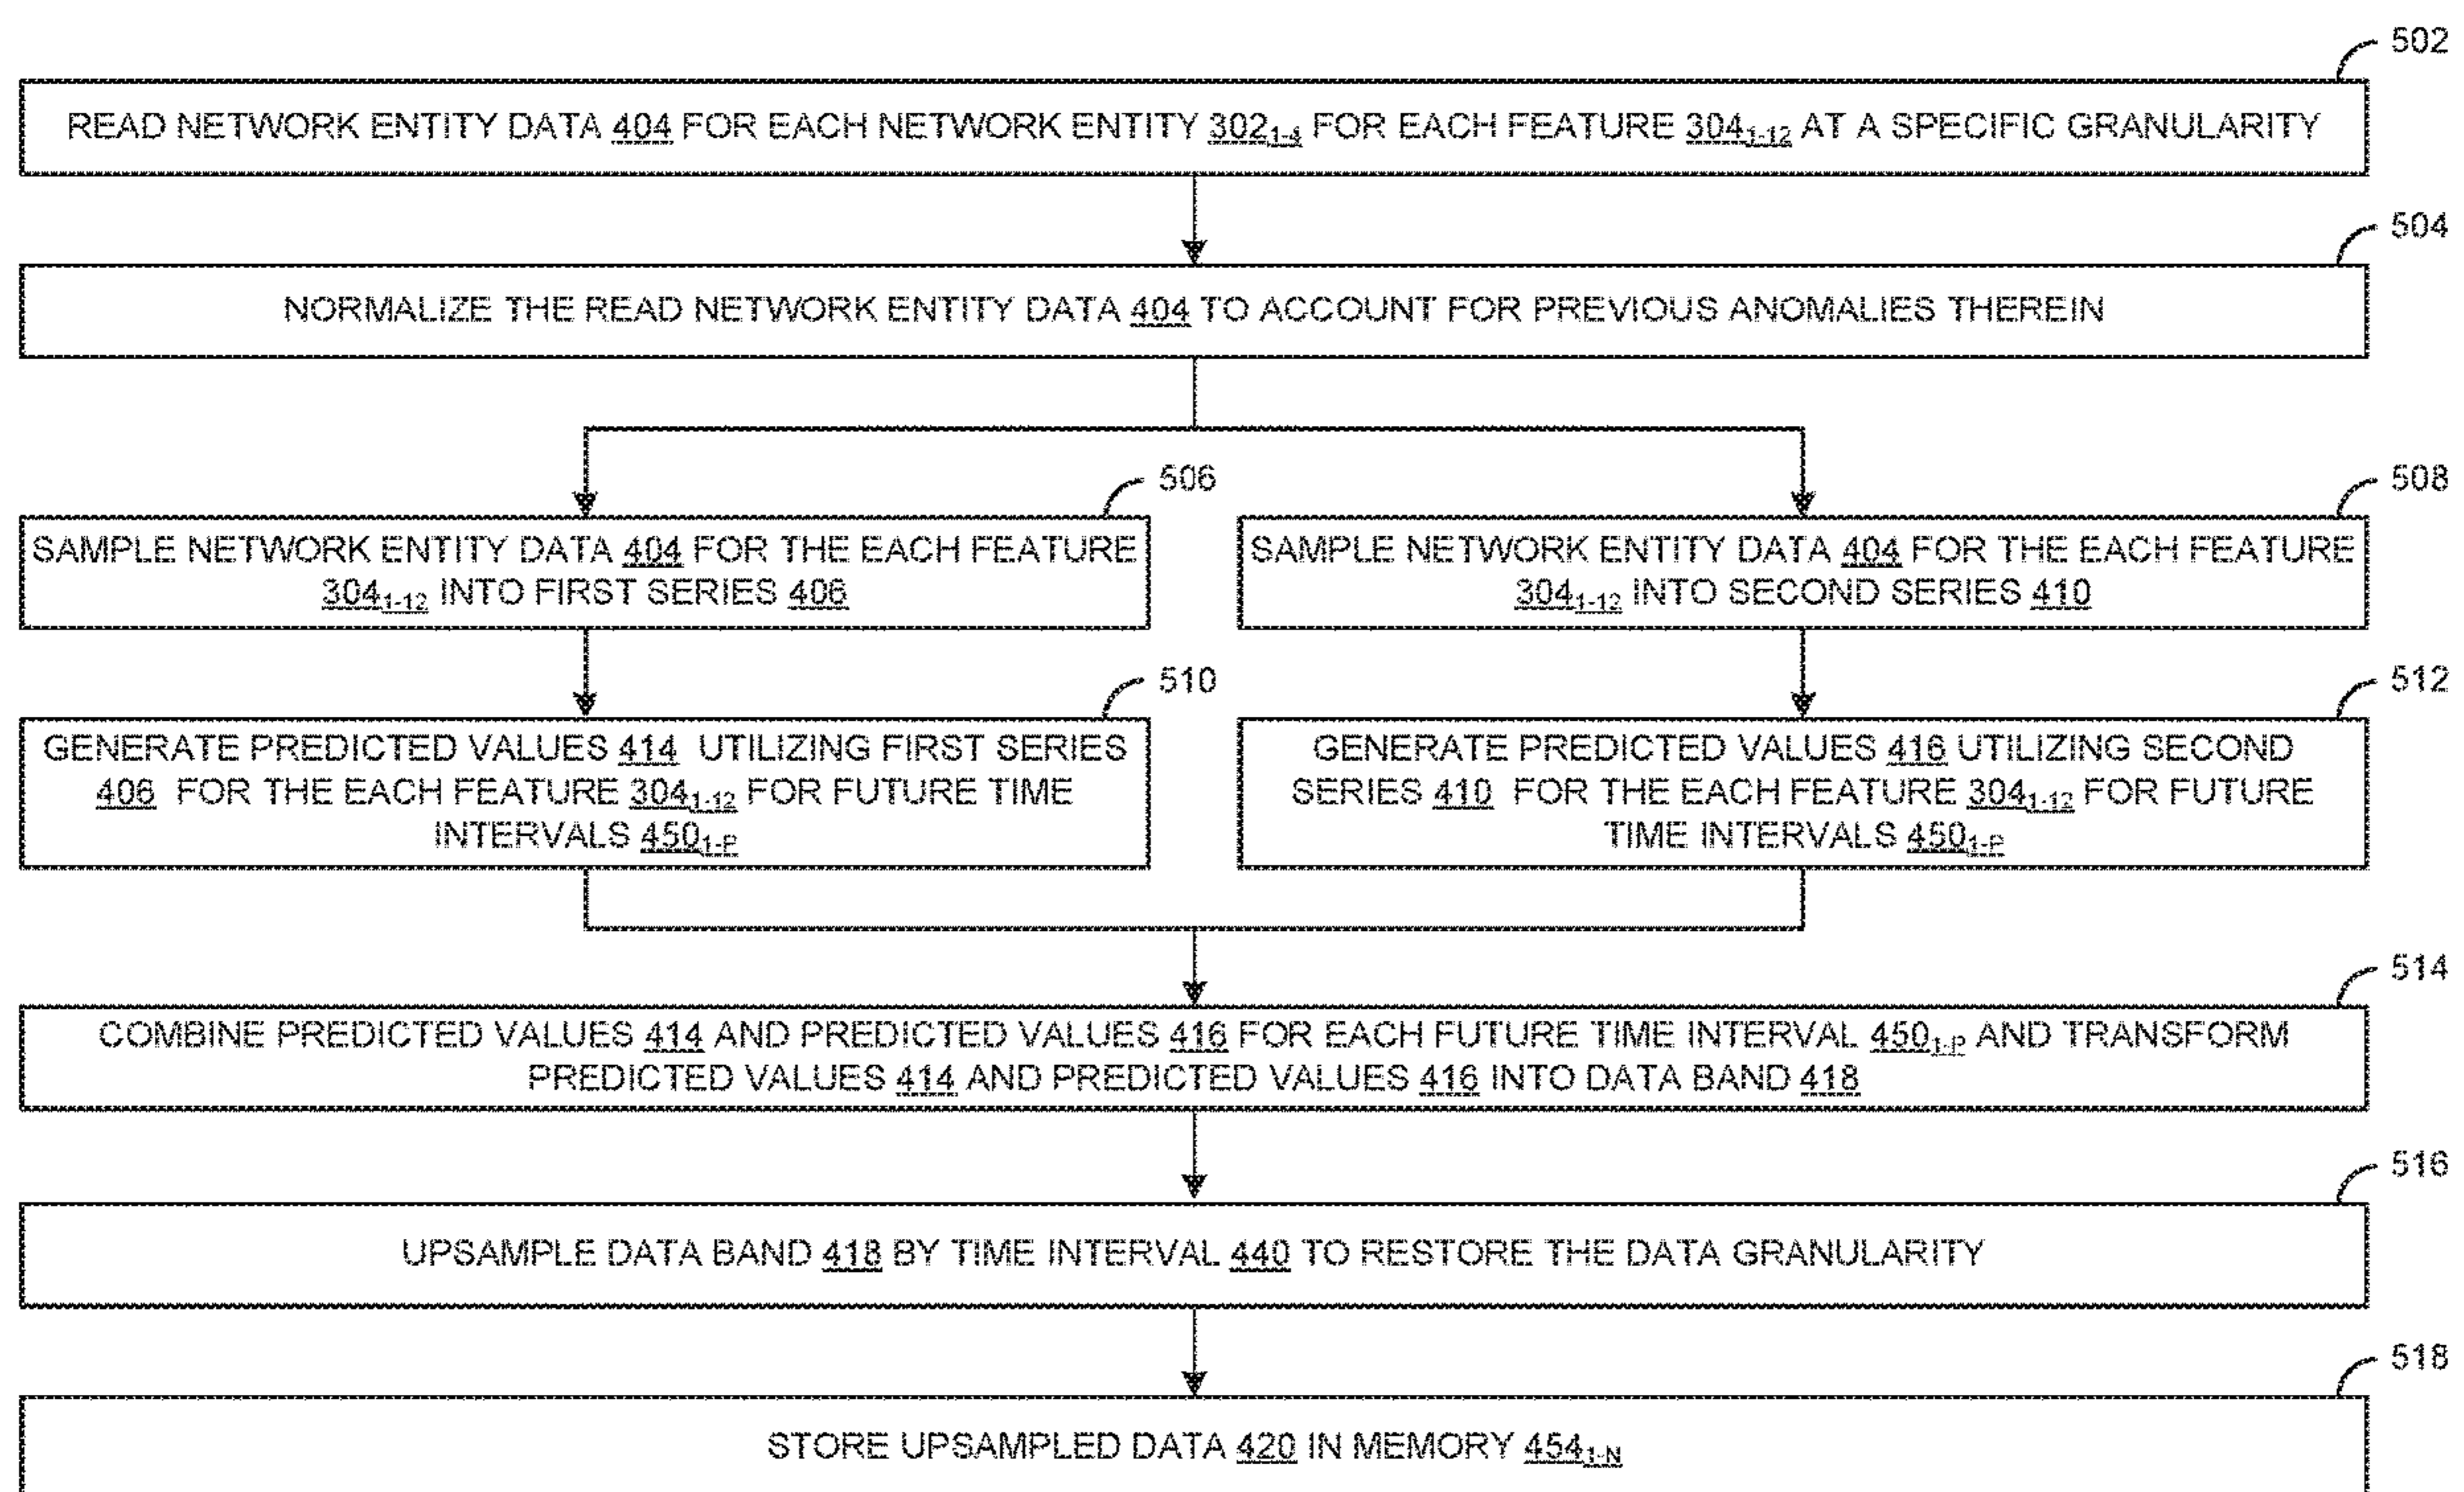 502
READ NETWORK ENTITY DATA 404 FOR EACH NETWORK ENTITY 302₁₋₄ FOR EACH FEATURE 304₁₋₁₂ AT A SPECIFIC GRANULARITY
504
NORMALIZE THE READ NETWORK ENTITY DATA 404 TO ACCOUNT FOR PREVIOUS ANOMALIES THEREIN
506
SAMPLE NETWORK ENTITY DATA 404 FOR THE EACH FEATURE
304₁₋₁₂ INTO FIRST SERIES 406
508
SAMPLE NETWORK ENTITY DATA 404 FOR THE EACH FEATURE
304₁₋₁₂ INTO SECOND SERIES 410
510
GENERATE PREDICTED VALUES 414 UTILIZING FIRST SERIES
406 FOR THE EACH FEATURE 304₁₋₁₂ FOR FUTURE TIME
INTERVALS 450₁₋P
512
GENERATE PREDICTED VALUES 416 UTILIZING SECOND
SERIES 410 FOR THE EACH FEATURE 304₁₋₁₂ FOR FUTURE
TIME INTERVALS 450₁₋P
514
COMBINE PREDICTED VALUES 414 AND PREDICTED VALUES 416 FOR EACH FUTURE TIME INTERVAL 450₁₋P AND TRANSFORM
PREDICTED VALUES 414 AND PREDICTED VALUES 416 INTO DATA BAND 418
516
UPSAMPLE DATA BAND 418 BY TIME INTERVAL 440 TO RESTORE THE DATA GRANULARITY
518
STORE UPSAMPLED DATA 420 IN MEMORY 454₁₋N